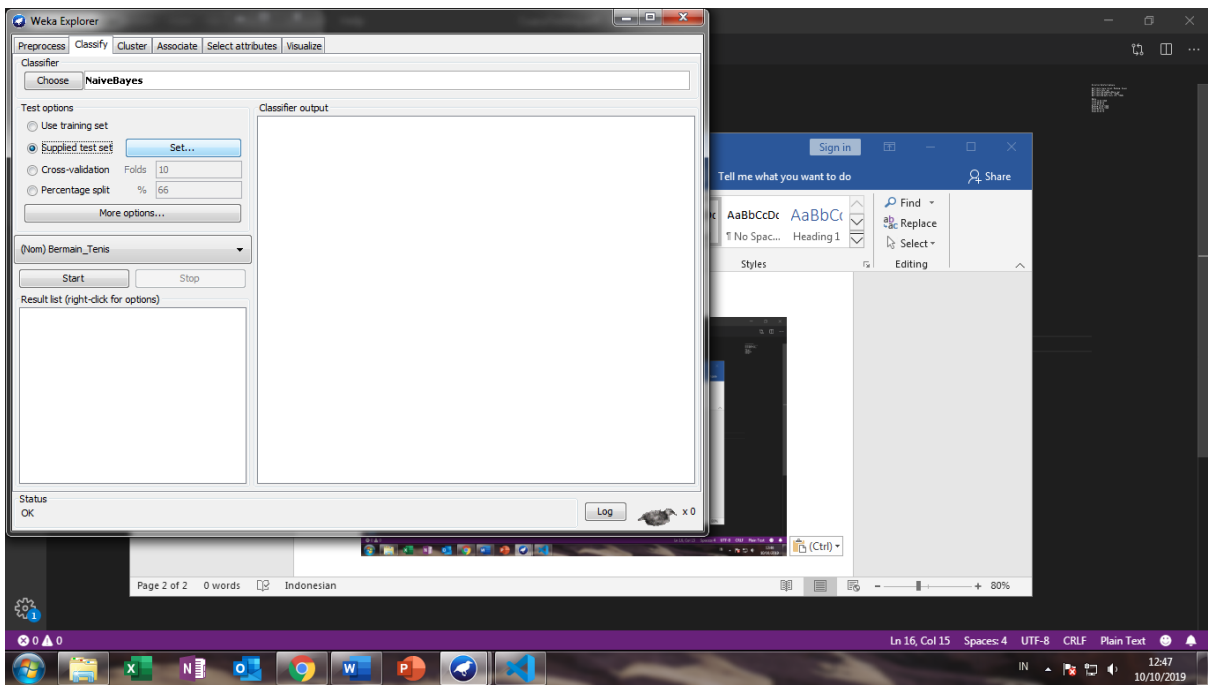 Weka Explorer
Preprocess Classify Cluster Associate Select attributes Visualize
Classifier
Choose NaiveBayes
Test options
Use training set
Supplied test set Set...
Cross-validation Folds 10
Percentage split % 66
More options...
(Nom) Bermain_Tenis
Start Stop
Result list (right-click for options)
Classifier output
Status
OK
Log x 0
Sign in
Tell me what you want to do Share
AaBbCcDc AaBbCc
¶ No Spac... Heading 1
Styles
Find
Replace
Select
Editing
(Ctrl)
Page 2 of 2 0 words Indonesian 80%
1
0 0 Ln 16, Col 15 Spaces: 4 UTF-8 CRLF Plain Text
IN 12:47
10/10/2019